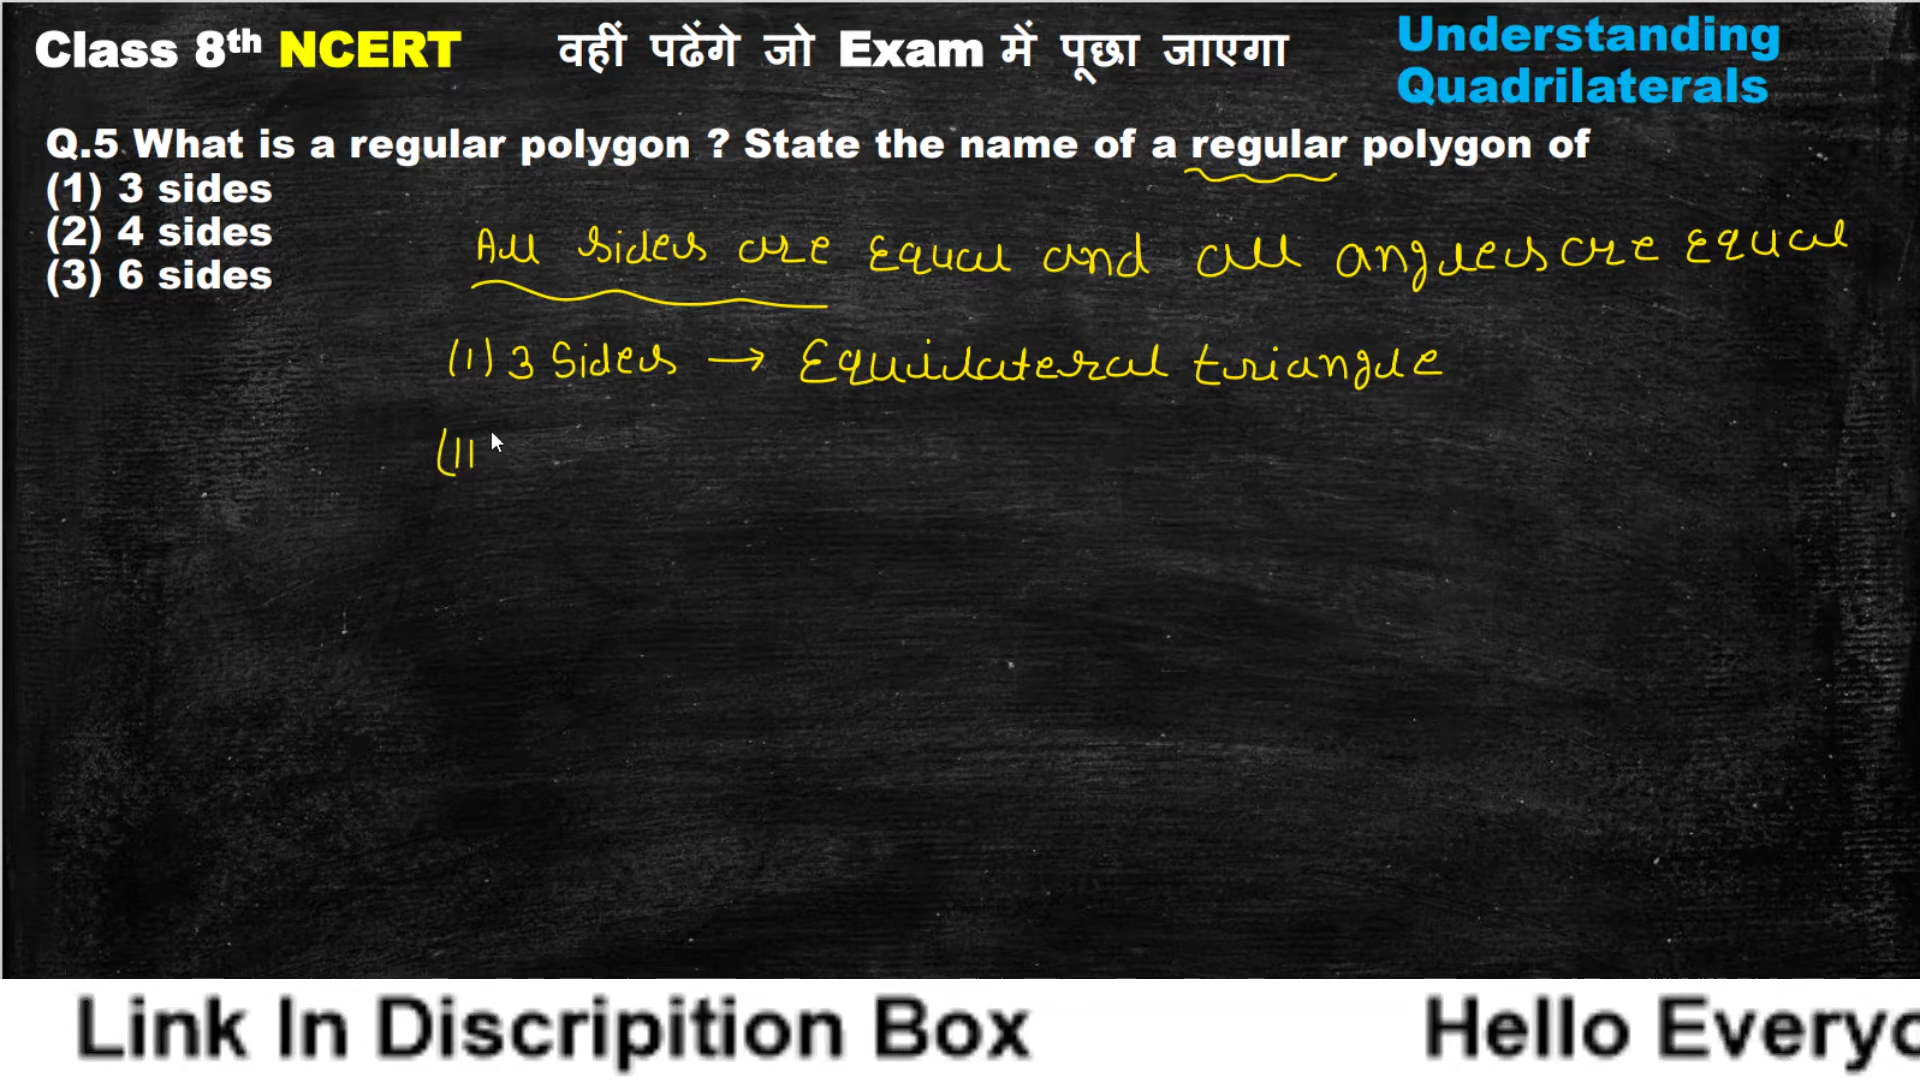 Class 8th NCERT वहीं पढेंगे जो Exam में पूछा जाएगा Understanding
Quadrilaterals
Q.5 What is a regular polygon ? State the name of a regular polygon of
(1) 3 sides
(2) 4 sides
(3) 6 sides
All sides are Equal and all angles are Equal
(1) 3 Sides → Equilateral triangle
(11
Link In Discripition Box Hello Everyo